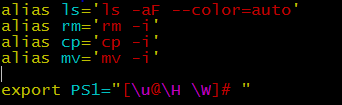 alias ls='ls -aF --color=auto'
alias rm='rm -i'
alias cp='cp -i'
alias mv='mv -i'
export PS1="[\u@\H \W]# "